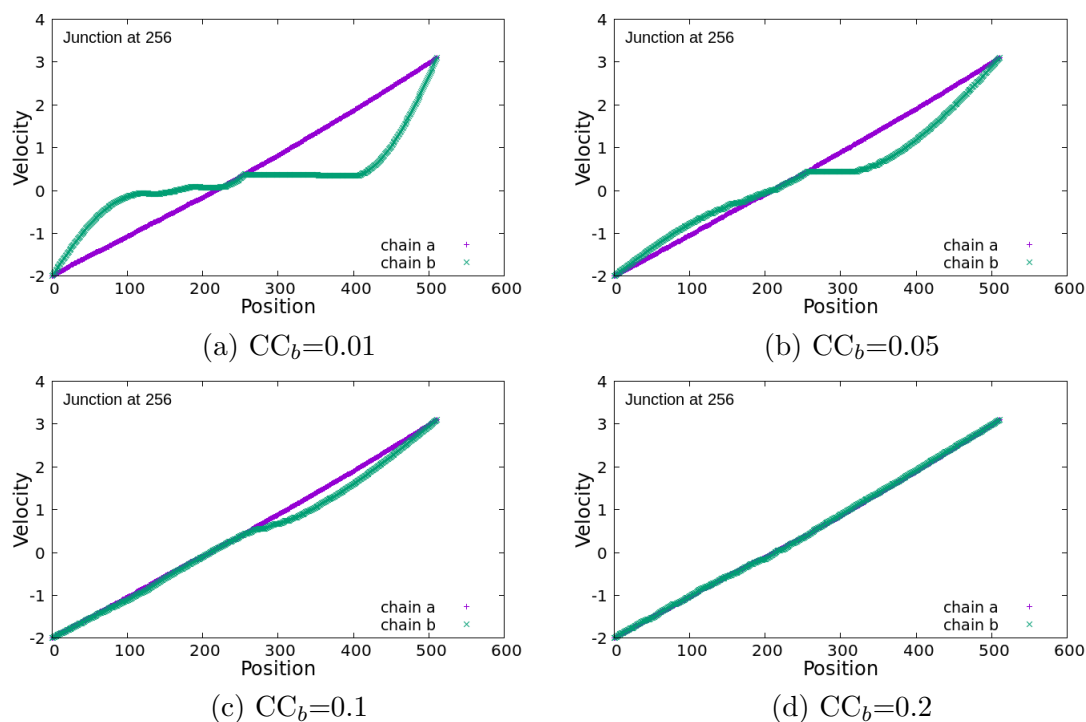 4
3
2
1
0
-1
-2
Velocity
Junction at 256
chain a
chain b
0 100 200 300 400 500 600
Position
(a) CC_b=0.01
4
3
2
1
0
-1
-2
Velocity
Junction at 256
chain a
chain b
0 100 200 300 400 500 600
Position
(b) CC_b=0.05
4
3
2
1
0
-1
-2
Velocity
Junction at 256
chain a
chain b
0 100 200 300 400 500 600
Position
(c) CC_b=0.1
4
3
2
1
0
-1
-2
Velocity
Junction at 256
chain a
chain b
0 100 200 300 400 500 600
Position
(d) CC_b=0.2